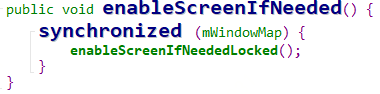 public void enableScreenIfNeeded() {
    synchronized (mWindowMap) {
        enableScreenIfNeededLocked();
    }
}